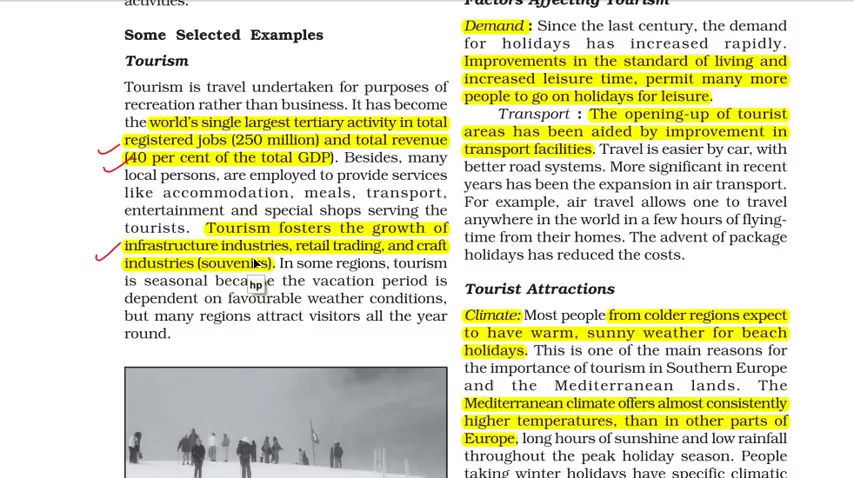 activities.
Some Selected Examples
Tourism
Tourism is travel undertaken for purposes of
recreation rather than business. It has become
the world's single largest tertiary activity in total
registered jobs (250 million) and total revenue
(40 per cent of the total GDP). Besides, many
local persons, are employed to provide services
like accommodation, meals, transport,
entertainment and special shops serving the
tourists. Tourism fosters the growth of
infrastructure industries, retail trading, and craft
industries (souvenirs). In some regions, tourism
is seasonal because the vacation period is
dependent on favourable weather conditions,
but many regions attract visitors all the year
round.
hp
Factors Affecting Tourism
Demand : Since the last century, the demand
for holidays has increased rapidly.
Improvements in the standard of living and
increased leisure time, permit many more
people to go on holidays for leisure.
Transport : The opening-up of tourist
areas has been aided by improvement in
transport facilities. Travel is easier by car, with
better road systems. More significant in recent
years has been the expansion in air transport.
For example, air travel allows one to travel
anywhere in the world in a few hours of flying-
time from their homes. The advent of package
holidays has reduced the costs.
Tourist Attractions
Climate: Most people from colder regions expect
to have warm, sunny weather for beach
holidays. This is one of the main reasons for
the importance of tourism in Southern Europe
and the Mediterranean lands. The
Mediterranean climate offers almost consistently
higher temperatures, than in other parts of
Europe, long hours of sunshine and low rainfall
throughout the peak holiday season. People
taking winter holidays have specific climatic